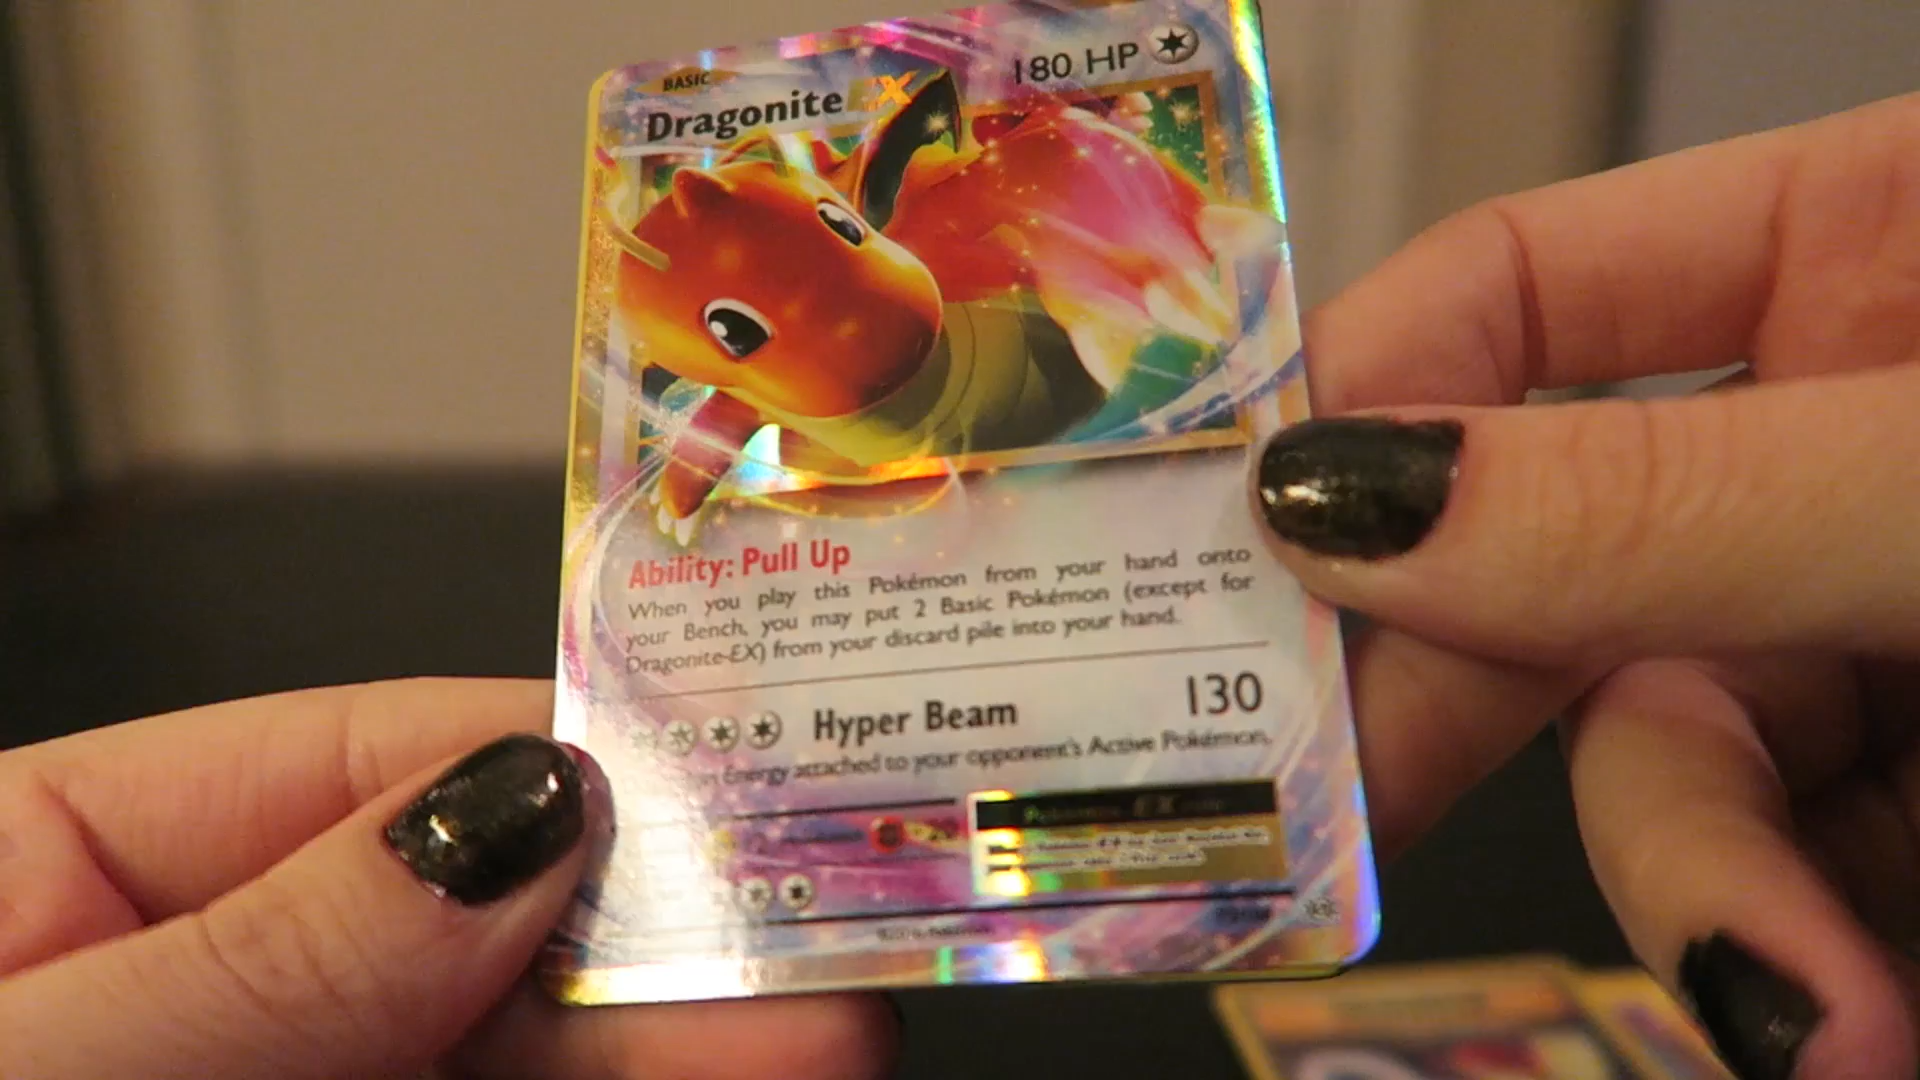 BASIC
Dragonite EX
180 HP
Ability: Pull Up
When you play this Pokémon from your hand onto
your Bench, you may put 2 Basic Pokémon (except for
Dragonite-EX) from your discard pile into your hand.
Hyper Beam 130
Energy attached to your opponent's Active Pokémon.